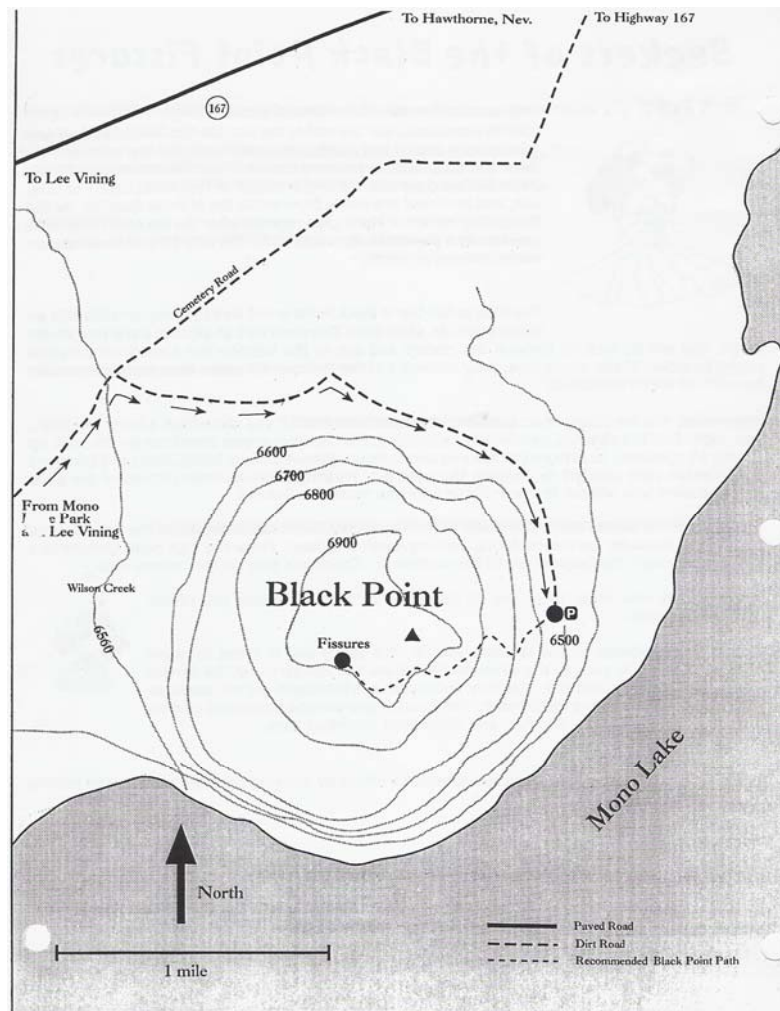 To Hawthorne, Nev.
To Highway 167
167
To Lee Vining
Cemetery Road
6600
6700
6800
From Mono
Park
Lee Vining
6900
Wilson Creek
Black Point
6560
Fissures
P
6500
Mono Lake
North
1 mile
Paved Road
Dirt Road
Recommended Black Point Path